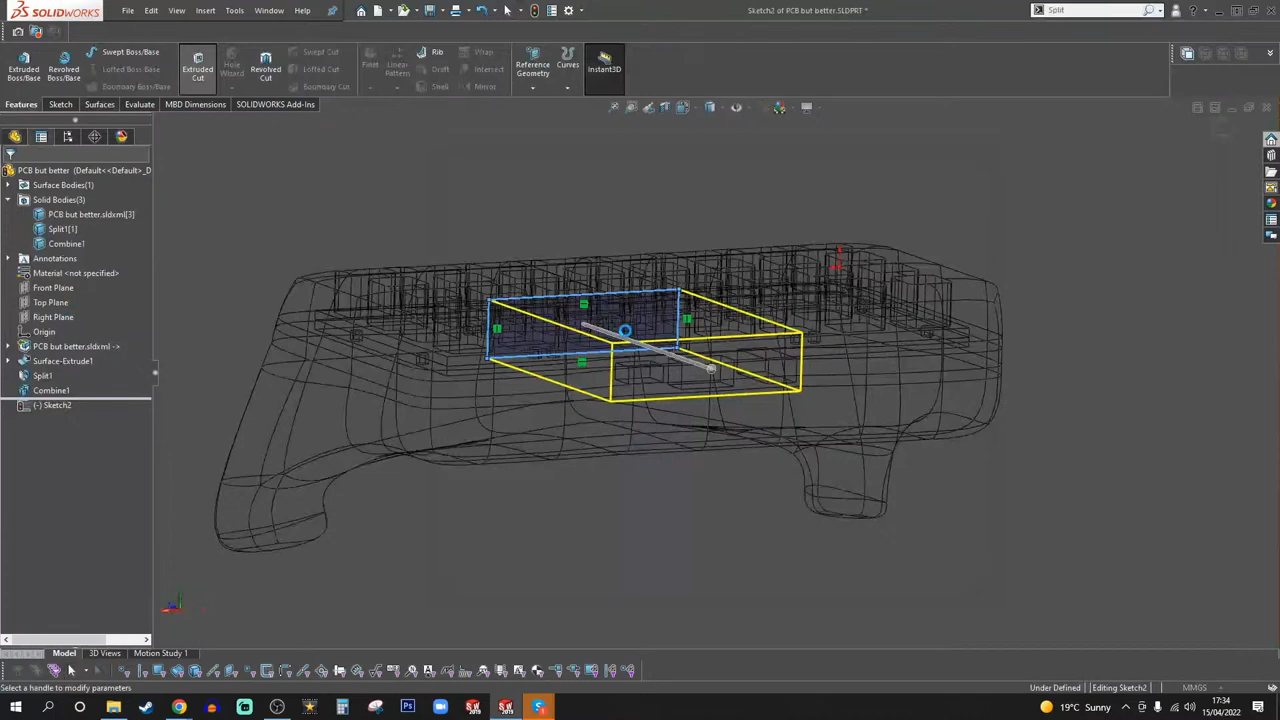 SOLIDWORKS
File
Edit
View
Insert
Tools
Window
Sketch2 of PCB but better.SLDPRT *
Split
Extruded Boss/Base
Revolved Boss/Base
Swept Boss/Base
Lofted Boss/Base
Boundary Boss/Base
Extruded Cut
Hole Wizard
Revolved Cut
Swept Cut
Lofted Cut
Boundary Cut
Fillet
Linear Pattern
Rib
Draft
Shell
Wrap
Intersect
Mirror
Reference Geometry
Curves
Instant3D
Features
Sketch
Surfaces
Evaluate
MBD Dimensions
SOLIDWORKS Add-Ins
PCB but better (Default<<Default>_D
Surface Bodies(1)
Solid Bodies(3)
PCB but better.sldxml[3]
Split1[1]
Combine1
Annotations
Material <not specified>
Front Plane
Top Plane
Right Plane
Origin
PCB but better.sldxml ->
Surface-Extrude1
Split1
Combine1
(-) Sketch2
Model
3D Views
Motion Study 1
Select a handle to modify parameters
Under Defined
Editing Sketch2
MMGS
19°C Sunny
17:34
15/04/2022